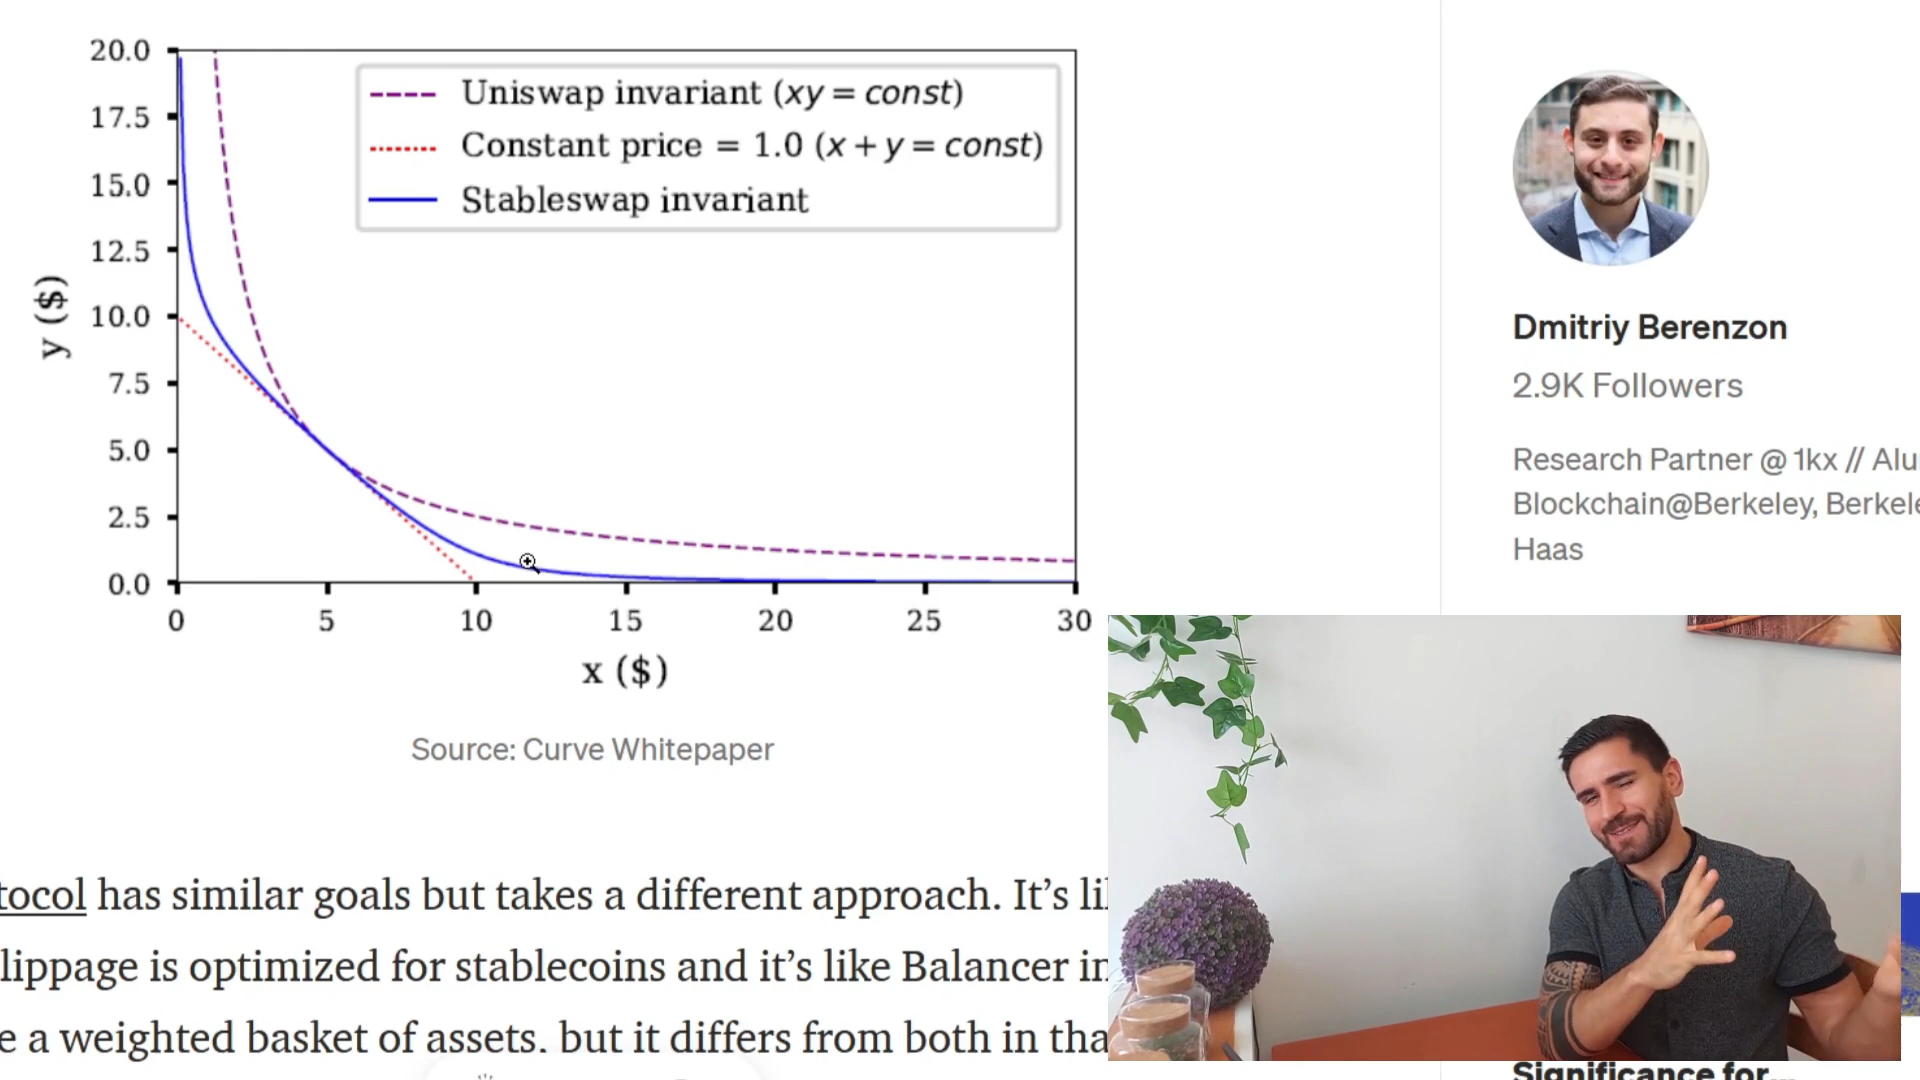 20.0
17.5
15.0
12.5
10.0
7.5
5.0
2.5
0.0
y ($)
Uniswap invariant (xy = const)
Constant price = 1.0 (x + y = const)
Stableswap invariant
0 5 10 15 20 25 30
x ($)
Source: Curve Whitepaper
tocol has similar goals but takes a different approach. It’s li
lippage is optimized for stablecoins and it’s like Balancer in
e a weighted basket of assets, but it differs from both in tha
Dmitriy Berenzon
2.9K Followers
Research Partner @ 1kx // Alu
Blockchain@Berkeley, Berkele
Haas
Significance for...